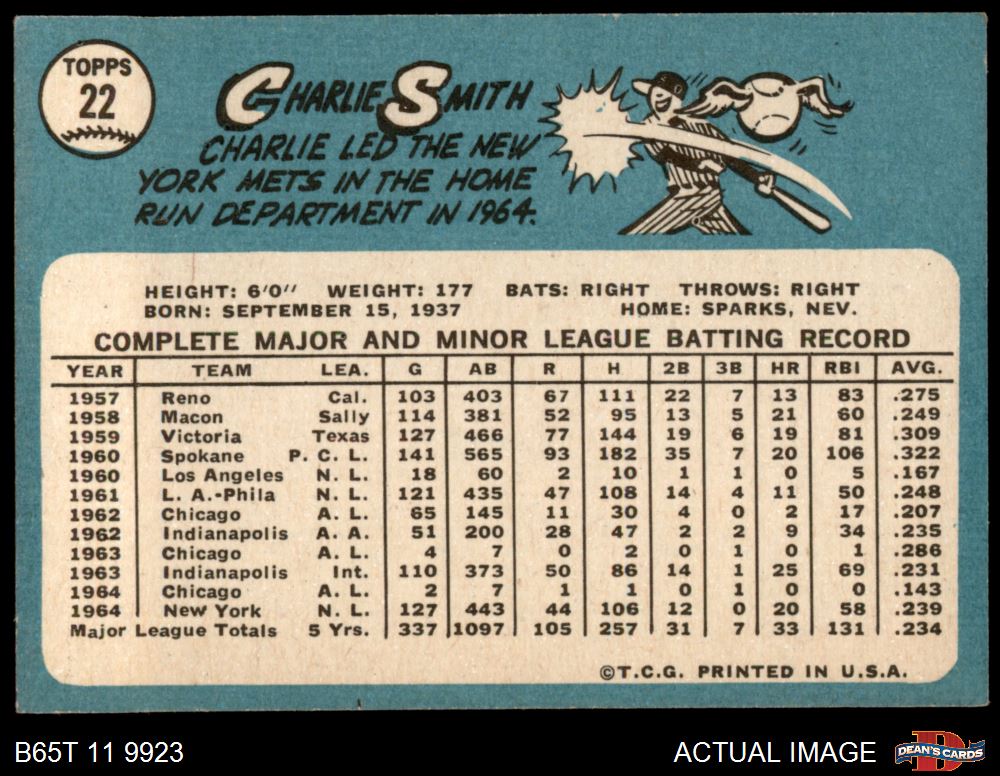 TOPPS
22
CHARLIE SMITH
CHARLIE LED THE NEW
YORK METS IN THE HOME
RUN DEPARTMENT IN 1964.
HEIGHT: 6'0" WEIGHT: 177 BATS: RIGHT THROWS: RIGHT
BORN: SEPTEMBER 15, 1937 HOME: SPARKS, NEV.
COMPLETE MAJOR AND MINOR LEAGUE BATTING RECORD
YEAR TEAM LEA. G AB R H 2B 3B HR RBI AVG.
1957 Reno Cal. 103 403 67 111 22 7 13 83 .275
1958 Macon Sally 114 381 52 95 13 5 21 60 .249
1959 Victoria Texas 127 466 77 144 19 6 19 81 .309
1960 Spokane P. C. L. 141 565 93 182 35 7 20 106 .322
1960 Los Angeles N. L. 18 60 2 10 1 1 0 5 .167
1961 L. A.-Phila N. L. 121 435 47 108 14 4 11 50 .248
1962 Chicago A. L. 65 145 11 30 4 0 2 17 .207
1962 Indianapolis A. A. 51 200 28 47 2 2 9 34 .235
1963 Chicago A. L. 4 7 0 2 0 1 0 1 .286
1963 Indianapolis Int. 110 373 50 86 14 1 25 69 .231
1964 Chicago A. L. 2 7 1 1 0 1 0 0 .143
1964 New York N. L. 127 443 44 106 12 0 20 58 .239
Major League Totals 5 Yrs. 337 1097 105 257 31 7 33 131 .234
©T.C.G. PRINTED IN U.S.A.
B65T 11 9923 ACTUAL IMAGE D DEAN'S CARDS